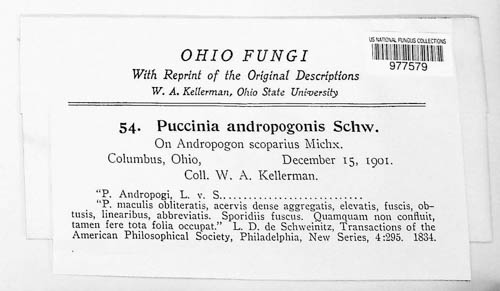 US NATIONAL FUNGUS COLLECTIONS
977579
OHIO FUNGI
With Reprint of the Original Descriptions
W. A. Kellerman, Ohio State University
54. Puccinia andropogonis Schw.
On Andropogon scoparius Michx.
Columbus, Ohio, December 15, 1901.
Coll. W. A. Kellerman.
"P. Andropogi, L. v. S..............................
"P. maculis obliteratis, acervis dense aggregatis, elevatis, fuscis, ob-
tusis, linearibus, abbreviatis. Sporidiis fuscus. Quamquam non confluit,
tamen fere tota folia occupat." L. D. de Schweinitz, Transactions of the
American Philosophical Society, Philadelphia, New Series, 4:295. 1834.